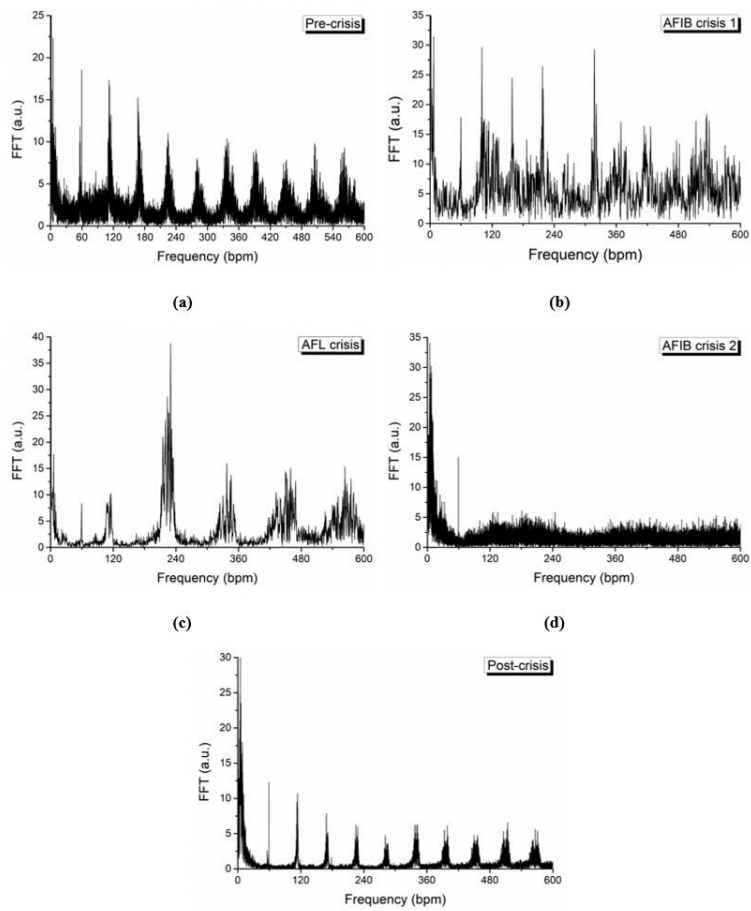 Pre-crisis
FFT (a.u.)
25
20
15
10
5
0
0 60 120 180 240 300 360 420 480 540 600
Frequency (bpm)
(a)
AFIB crisis 1
FFT (a.u.)
35
30
25
20
15
10
5
0
0 120 240 360 480 600
Frequency (bpm)
(b)
AFL crisis
FFT (a.u.)
40
35
30
25
20
15
10
5
0
0 120 240 360 480 600
Frequency (bpm)
(c)
AFIB crisis 2
FFT (a.u.)
35
30
25
20
15
10
5
0
0 120 240 360 480 600
Frequency (bpm)
(d)
Post-crisis
FFT (a.u.)
30
25
20
15
10
5
0
0 120 240 360 480 600
Frequency (bpm)